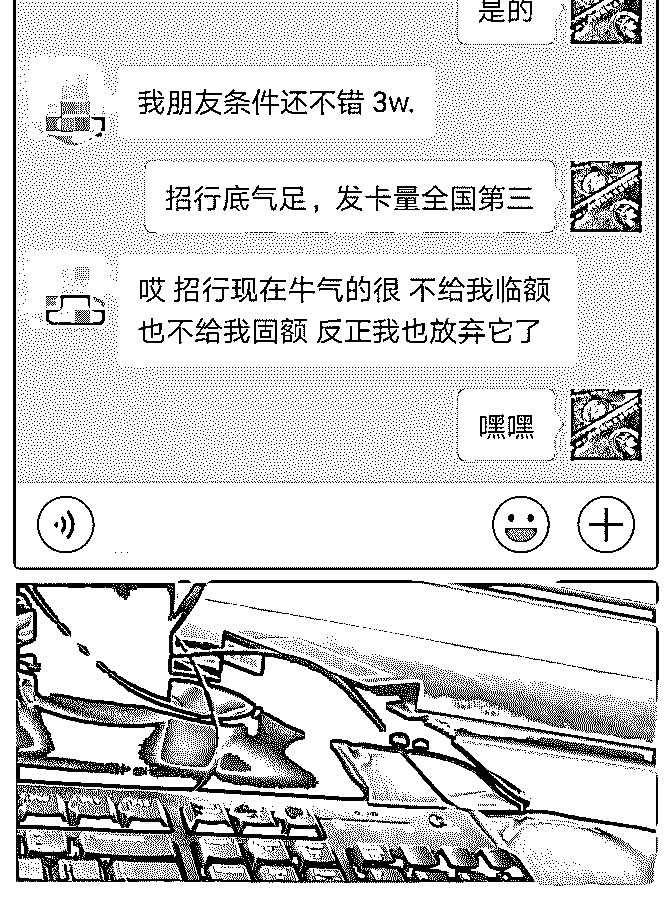 是的
我朋友条件还不错 3w.
招行底气足，发卡量全国第三
哎 招行现在牛气的很 不给我临额
也不给我固额 反正我也放弃它了
嘿嘿